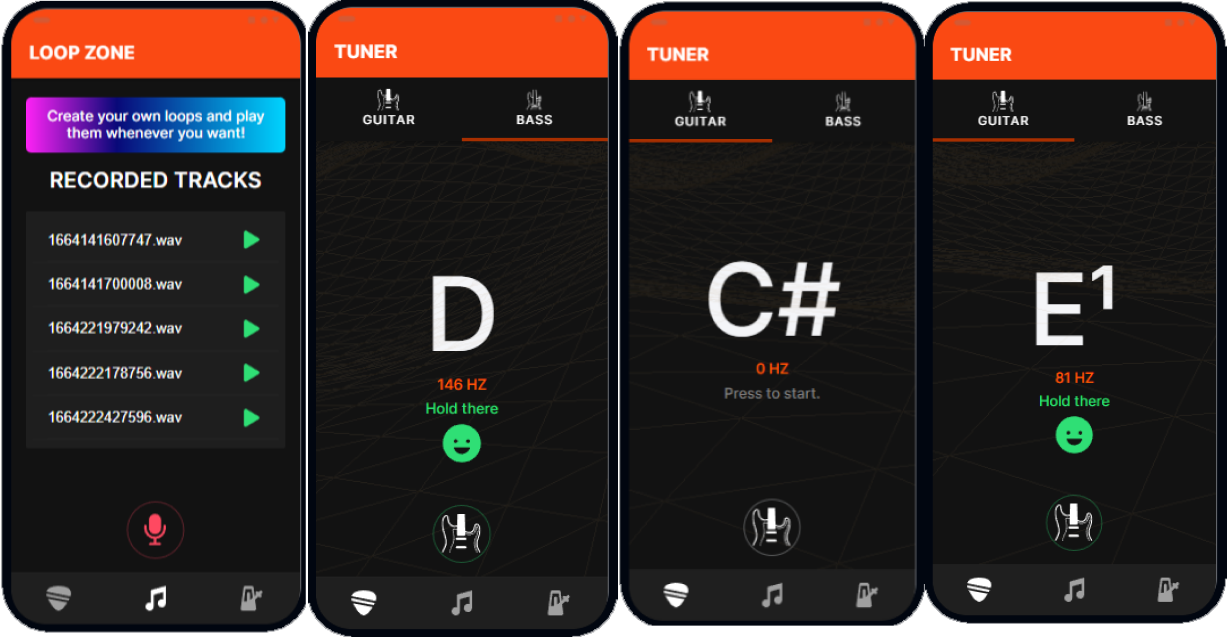 LOOP ZONE
Create your own loops and play
them whenever you want!
RECORDED TRACKS
1664141607747.wav
1664141700008.wav
1664221979242.wav
1664222178756.wav
1664222427596.wav
TUNER
GUITAR
BASS
D
146 HZ
Hold there
TUNER
GUITAR
BASS
C#
0 HZ
Press to start.
TUNER
GUITAR
BASS
E¹
81 HZ
Hold there